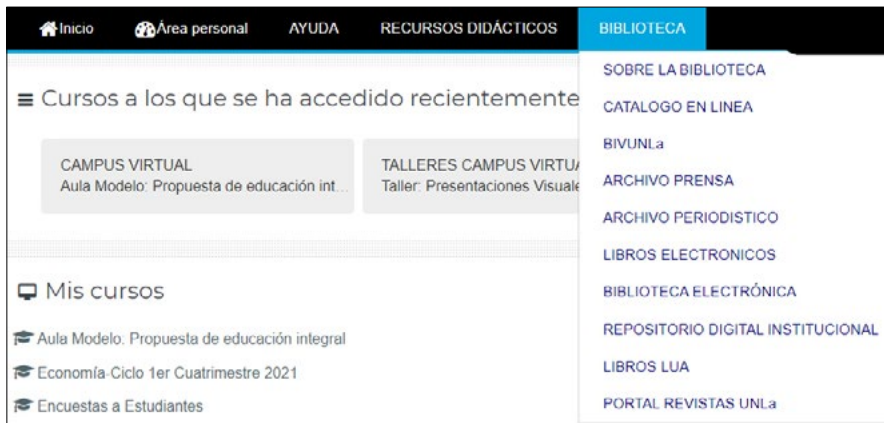 Inicio Área personal AYUDA RECURSOS DIDÁCTICOS BIBLIOTECA
Cursos a los que se ha accedido recientemente
CAMPUS VIRTUAL
Aula Modelo: Propuesta de educación int...
TALLERES CAMPUS VIRTUA
Taller: Presentaciones Visuale
Mis cursos
Aula Modelo: Propuesta de educación integral
Economía-Ciclo 1er Cuatrimestre 2021
Encuestas a Estudiantes
SOBRE LA BIBLIOTECA
CATALOGO EN LINEA
BIVUNLa
ARCHIVO PRENSA
ARCHIVO PERIODISTICO
LIBROS ELECTRONICOS
BIBLIOTECA ELECTRÓNICA
REPOSITORIO DIGITAL INSTITUCIONAL
LIBROS LUA
PORTAL REVISTAS UNLa